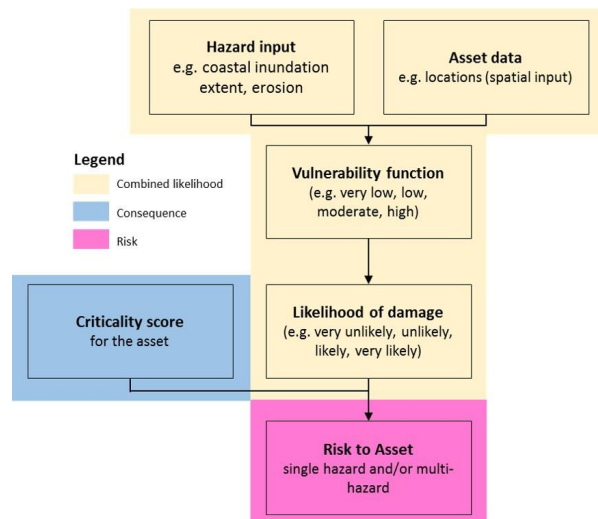 Hazard input
e.g. coastal inundation
extent, erosion
Asset data
e.g. locations (spatial input)
Legend
Combined likelihood
Consequence
Risk
Vulnerability function
(e.g. very low, low,
moderate, high)
Criticality score
for the asset
Likelihood of damage
(e.g. very unlikely, unlikely,
likely, very likely)
Risk to Asset
single hazard and/or multi-
hazard